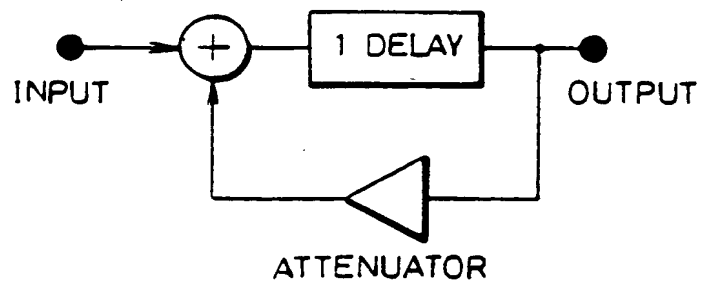 +
1 DELAY
INPUT
OUTPUT
ATTENUATOR